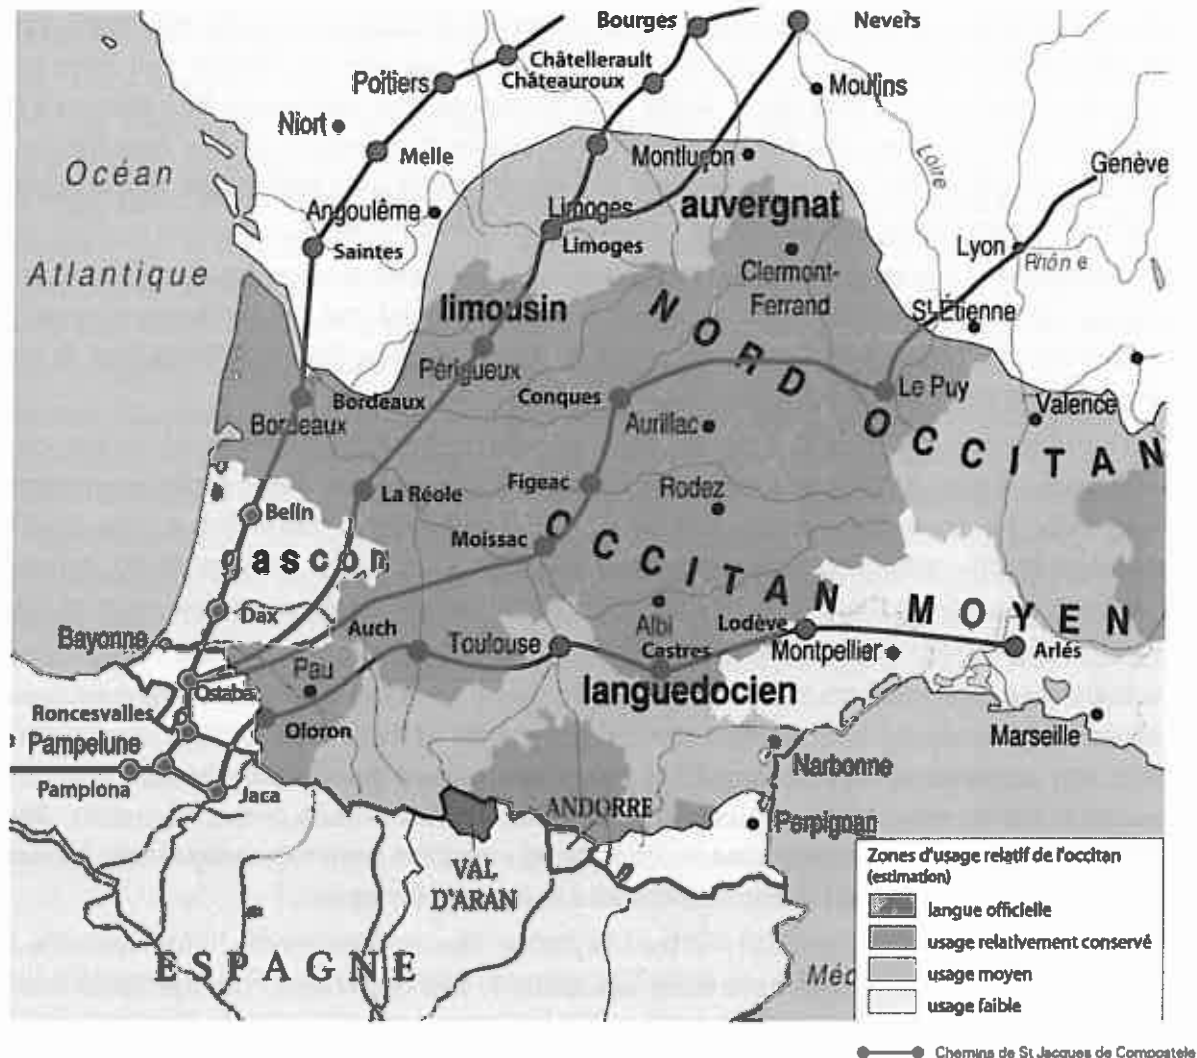 Bourges
Nevers
Châtellerault
Châteauroux
Poitiers
Moulins
Niort
Melle
Montluçon
Loire
Genève
Océan
Atlantique
Angoulême
Limoges
auvergnat
Saintes
Limoges
Lyon
Rhône
Clermont-
Ferrand
limousin
St-Étienne
NORD OCCITAN
Périgueux
Conques
Le Puy
Bordeaux
Bordeaux
Aurillac
Valence
La Réole
Figeac
Rodez
Belin
Moissac
OCCITAN MOYEN
gascon
Dax
Auch
Albi
Lodève
Bayonne
Toulouse
Castres
Montpellier
Arlés
Pau
Ostabat
languedocien
Roncesvalles
Oloron
Marseille
Pampelune
Narbonne
Pamplona
Jaca
ANDORRE
Perpignan
VAL
D'ARAN
ESPAGNE
Méd
Zones d'usage relatif de l'occitan
(estimation)
langue officielle
usage relativement conservé
usage moyen
usage faible
Chemins de St Jacques de Compostele